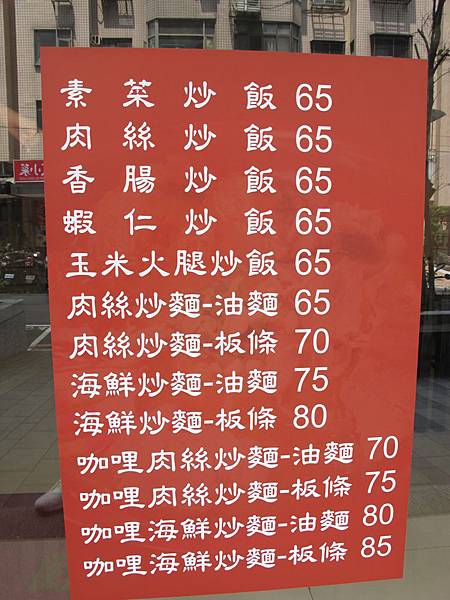 素菜炒飯 65
肉絲炒飯 65
香腸炒飯 65
蝦仁炒飯 65
玉米火腿炒飯 65
肉絲炒麵-油麵 65
肉絲炒麵-板條 70
海鮮炒麵-油麵 75
海鮮炒麵-板條 80
咖哩肉絲炒麵-油麵 70
咖哩肉絲炒麵-板條 75
咖哩海鮮炒麵-油麵 80
咖哩海鮮炒麵-板條 85